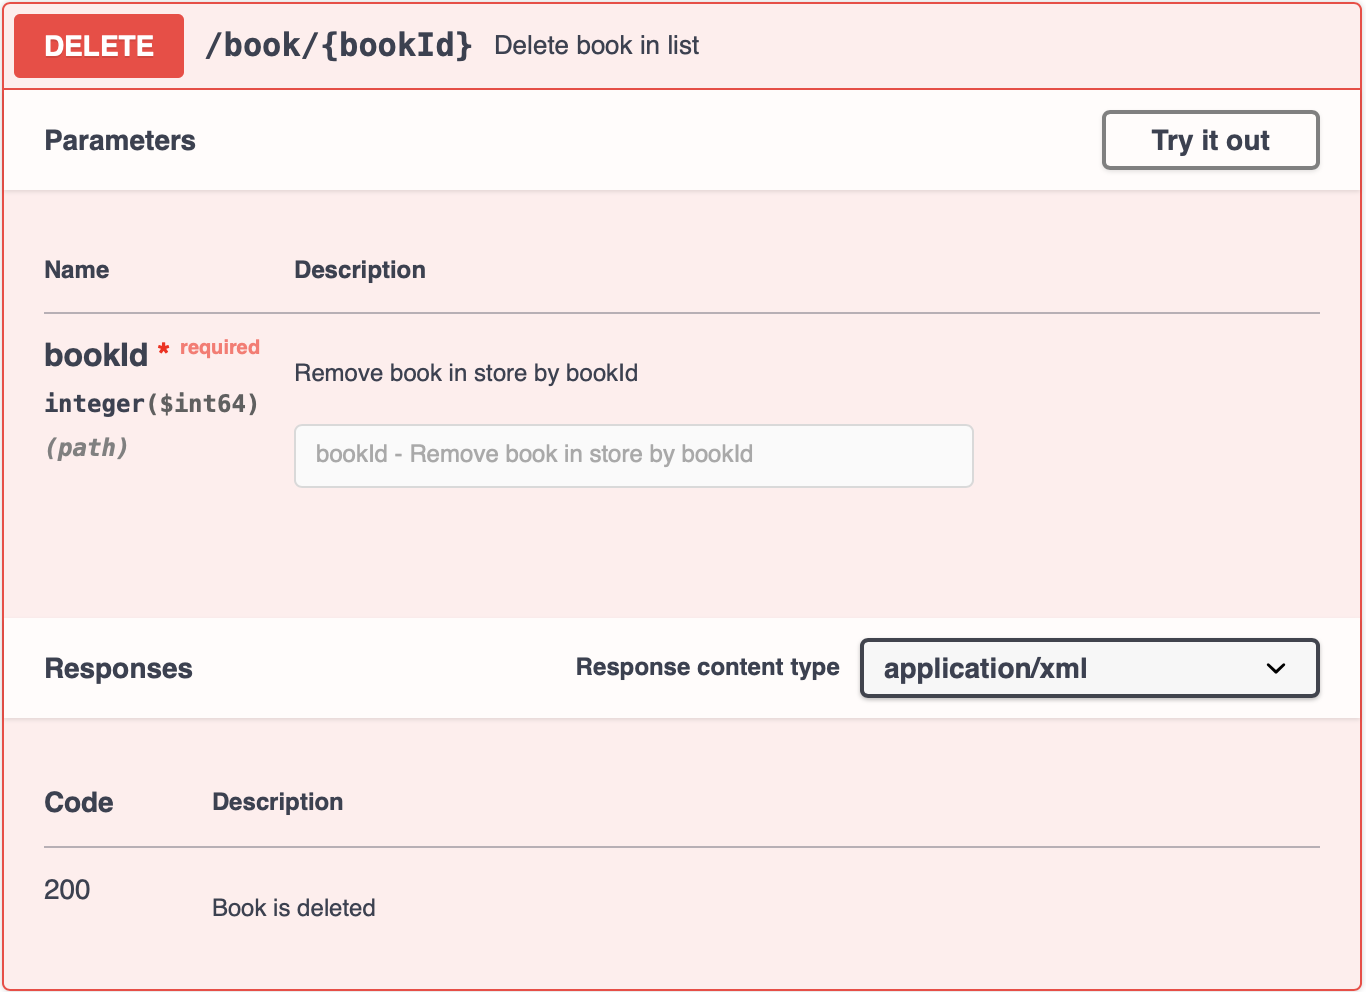 DELETE /book/{bookId} Delete book in list
Parameters Try it out
Name Description
bookId * required
Remove book in store by bookId
integer($int64)
(path)
bookId - Remove book in store by bookId
Responses Response content type application/xml
Code Description
200
Book is deleted